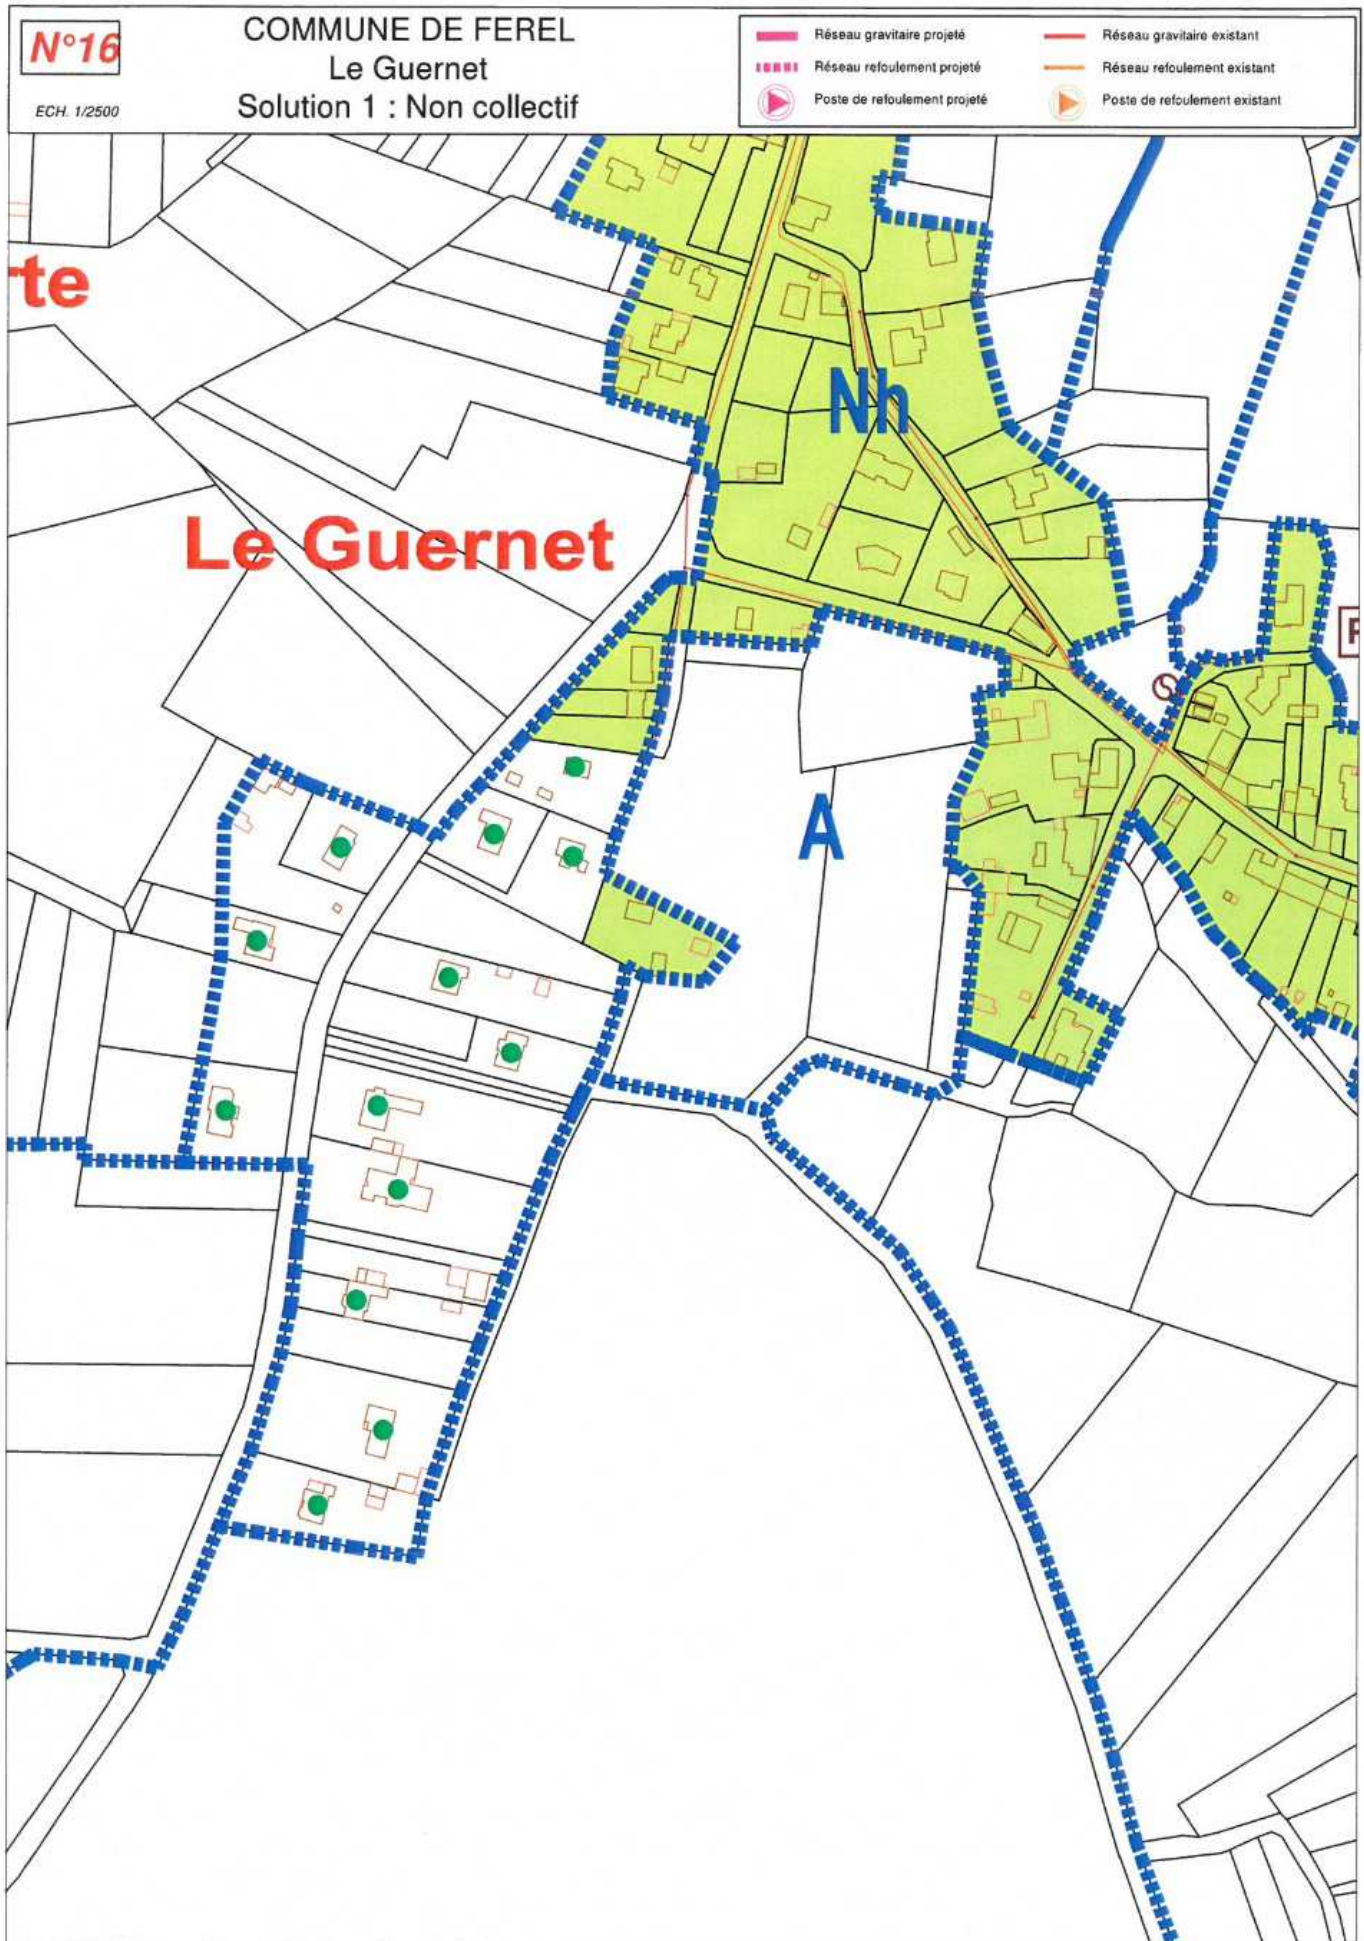 N°16
ECH. 1/2500
COMMUNE DE FEREL
Le Guernet
Solution 1 : Non collectif
Réseau gravitaire projeté
Réseau refoulement projeté
Poste de refoulement projeté
Réseau gravitaire existant
Réseau refoulement existant
Poste de refoulement existant
rte
Nh
Le Guernet
A